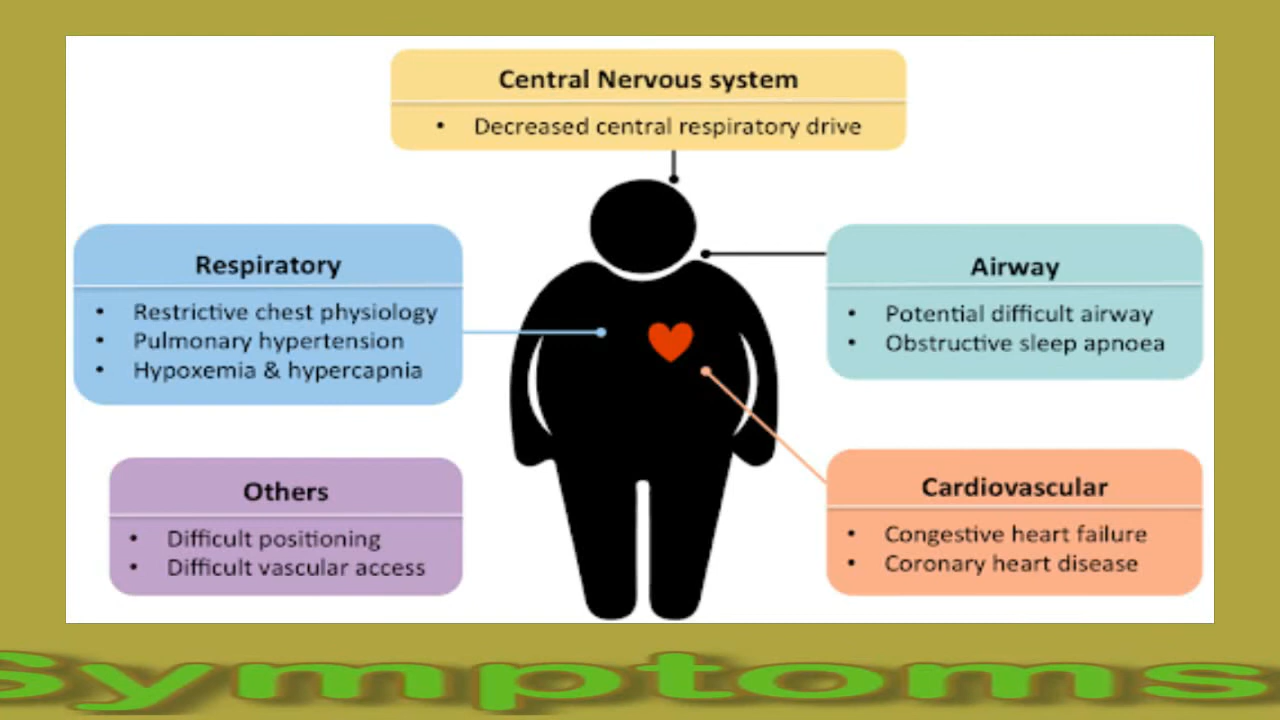 Central Nervous system
• Decreased central respiratory drive
Respiratory
• Restrictive chest physiology
• Pulmonary hypertension
• Hypoxemia & hypercapnia
Airway
• Potential difficult airway
• Obstructive sleep apnoea
Others
• Difficult positioning
• Difficult vascular access
Cardiovascular
• Congestive heart failure
• Coronary heart disease
Symptoms